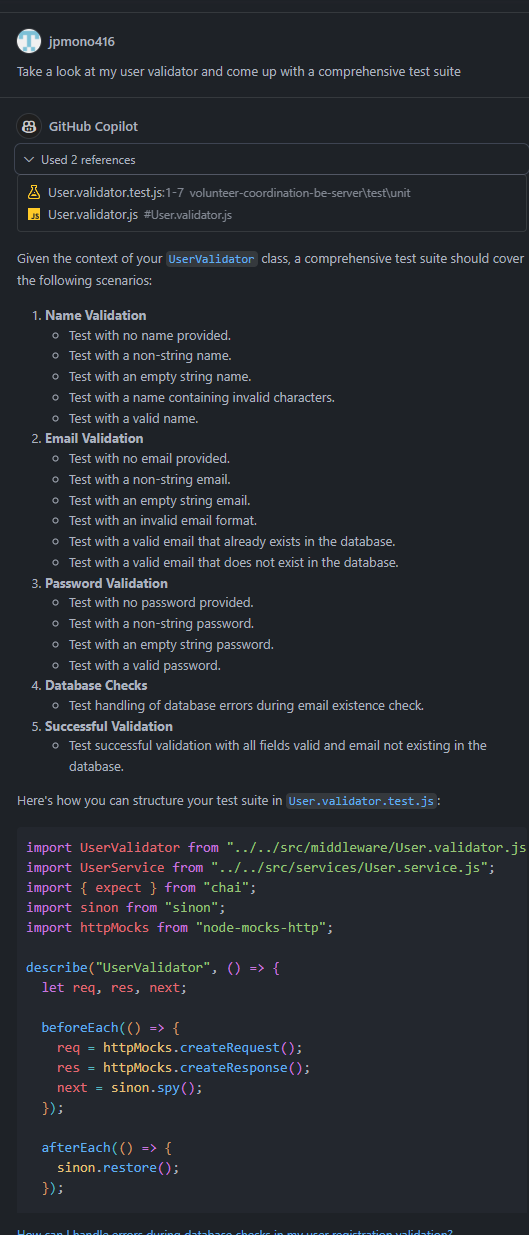 jpmono416
Take a look at my user validator and come up with a comprehensive test suite
GitHub Copilot
Used 2 references
User.validator.test.js:1-7 volunteer-coordination-be-server\test\unit
JS User.validator.js #User.validator.js
Given the context of your UserValidator class, a comprehensive test suite should cover
the following scenarios:
1. Name Validation
Test with no name provided.
Test with a non-string name.
Test with an empty string name.
Test with a name containing invalid characters.
Test with a valid name.
2. Email Validation
Test with no email provided.
Test with a non-string email.
Test with an empty string email.
Test with an invalid email format.
Test with a valid email that already exists in the database.
Test with a valid email that does not exist in the database.
3. Password Validation
Test with no password provided.
Test with a non-string password.
Test with an empty string password.
Test with a valid password.
4. Database Checks
Test handling of database errors during email existence check.
5. Successful Validation
Test successful validation with all fields valid and email not existing in the
database.
Here's how you can structure your test suite in User.validator.test.js:
import UserValidator from "../../src/middleware/User.validator.js
import UserService from "../../src/services/User.service.js";
import { expect } from "chai";
import sinon from "sinon";
import httpMocks from "node-mocks-http";
describe("UserValidator", () => {
let req, res, next;
beforeEach(() => {
req = httpMocks.createRequest();
res = httpMocks.createResponse();
next = sinon.spy();
});
afterEach(() => {
sinon.restore();
});
How can I handle errors during database checks in my user registration validation?